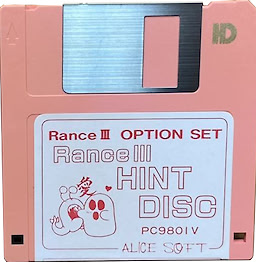 HD
Rance III OPTION SET
Rance III
愛
HINT
DISC
PC9801V
ALICE SOFT